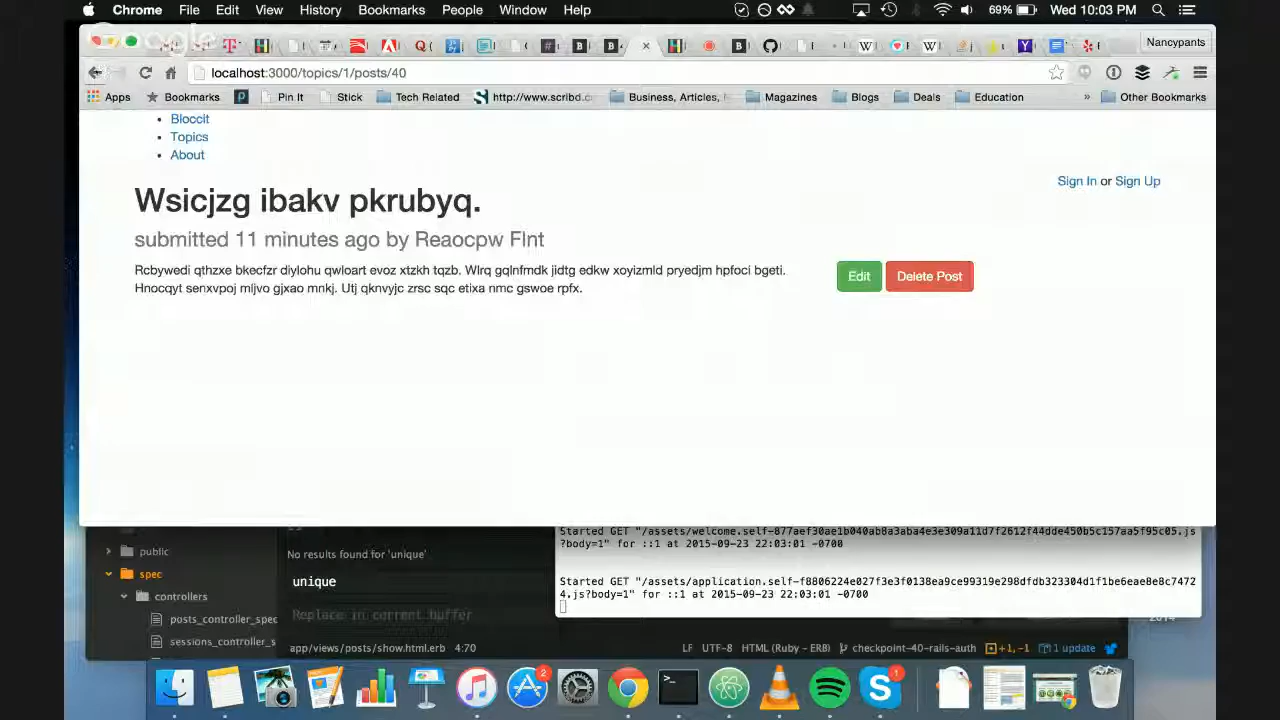 Chrome File Edit View History Bookmarks People Window Help 69% Wed 10:03 PM
Google
Nancypants
localhost:3000/topics/1/posts/40
Apps Bookmarks Pin It Stick Tech Related http://www.scribd.c Business, Articles, Magazines Blogs Deals Education » Other Bookmarks
Bloccit
Topics
About
Sign In or Sign Up
Wsicjzg ibakv pkrubyq.
submitted 11 minutes ago by Reaocpw Flnt
Rcbywedi qthzxe bkecfzr diylohu qwloart evoz xtzkh tqzb. Wlrq gqlnfmdk jidtg edkw xoyizmld pryedjm hpfoci bgeti.
Hnocqyt senxvpoj mljvo gjxao mnkj. Utj qknvyjc zrsc sqc etixa nmc gswoe rpfx.
Edit Delete Post
Started GET "/assets/welcome.self-877aef30ae1b040ab8a3aba4e3e309a11d7f2612f44dde450b5c157aa5f95c05.js
?body=1" for ::1 at 2015-09-23 22:03:01 -0700
Started GET "/assets/application.self-f8806224e027f3e3f0138ea9ce99319e298dfdb323304d1f1be6eae8e8c7472
4.js?body=1" for ::1 at 2015-09-23 22:03:01 -0700
public
spec
controllers
posts_controller_spec
sessions_controller_s
No results found for 'unique'
unique
Replace in current buffer
2014
app/views/posts/show.html.erb 4:70 LF UTF-8 HTML (Ruby - ERB) checkpoint-40-rails-auth +1, -1 1 update
2
1